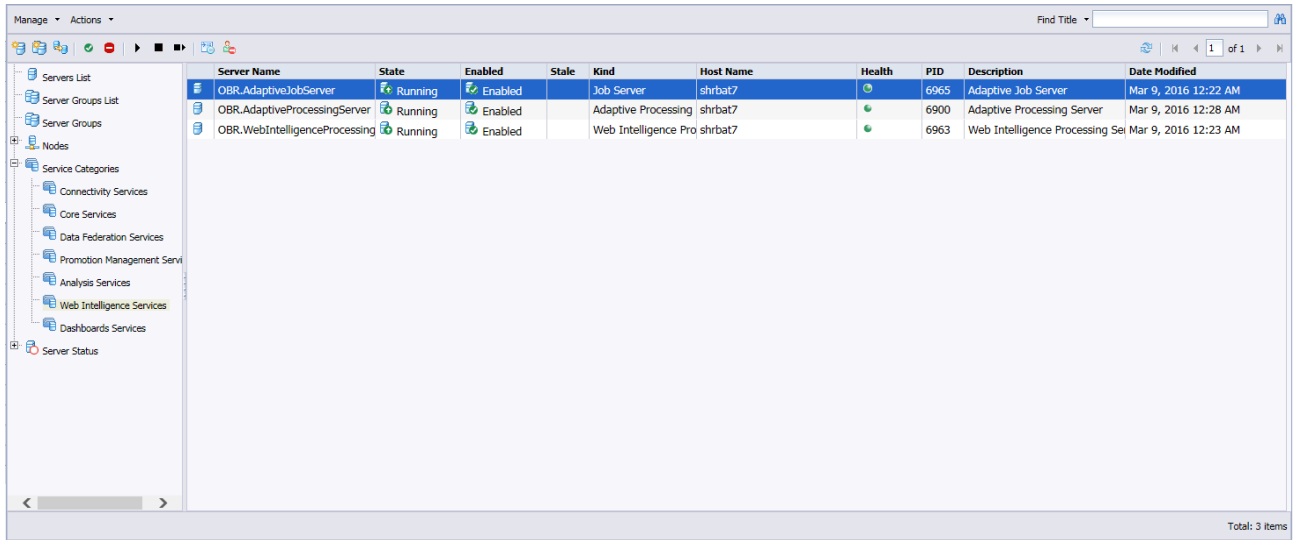 Manage Actions Find Title
1 of 1
Servers List
Server Groups List
Server Groups
Nodes
Service Categories
Connectivity Services
Core Services
Data Federation Services
Promotion Management Servi
Analysis Services
Web Intelligence Services
Dashboards Services
Server Status
Server Name State Enabled Stale Kind Host Name Health PID Description Date Modified
OBR.AdaptiveJobServer Running Enabled Job Server shrbat7 6965 Adaptive Job Server Mar 9, 2016 12:22 AM
OBR.AdaptiveProcessingServer Running Enabled Adaptive Processing shrbat7 6900 Adaptive Processing Server Mar 9, 2016 12:28 AM
OBR.WebIntelligenceProcessing Running Enabled Web Intelligence Pro shrbat7 6963 Web Intelligence Processing Ser Mar 9, 2016 12:23 AM
Total: 3 items